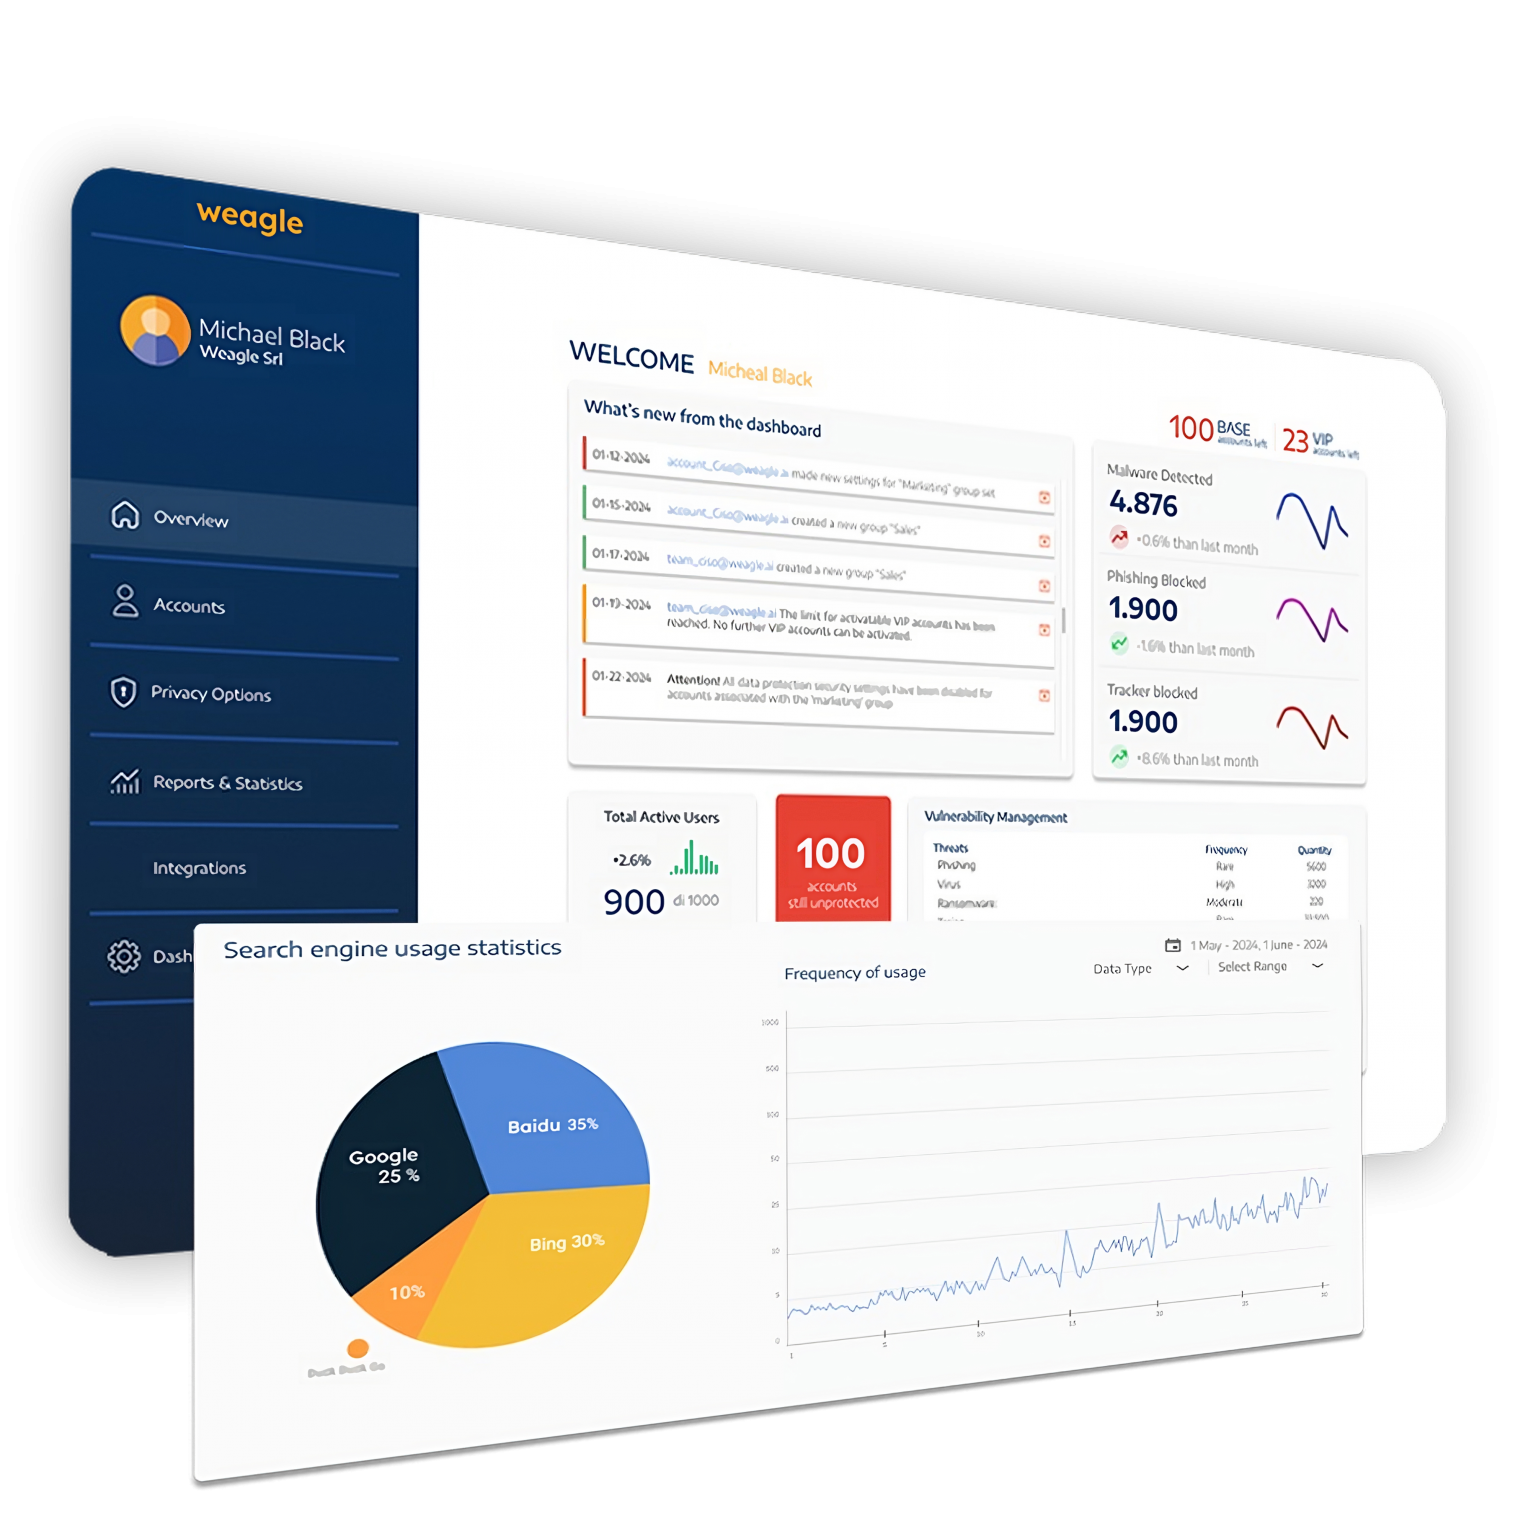 weagle
Michael Black
Weagle Srl
Overview
Accounts
Privacy Options
Reports & Statistics
Integrations
Dash
WELCOME Micheal Black
What's new from the dashboard
01-12-2024 account_Ciso@weagle.ai made new settings for "Marketing" group set
01-15-2024 account_Ciso@weagle.ai created a new group "Sales"
01-17-2024 team_ciso@weagle.ai created a new group "Sales"
01-19-2024 team_ciso@weagle.ai The limit for activatable VIP accounts has been
reached. No further VIP accounts can be activated.
01-22-2024 Attention! All data protection security settings have been disabled for
accounts associated with the 'marketing' group
100 BASE accounts left 23 VIP accounts left
Malware Detected
4.876
+0.6% than last month
Phishing Blocked
1.900
-1.6% than last month
Tracker blocked
1.900
+8.6% than last month
Total Active Users
+2.6%
900 di 1000
100
accounts
still unprotected
Vulnerability Management
Threats Frequency Quantity
Phishing Rare 5600
Virus High 3000
Ransomware Moderate 200
Search engine usage statistics
Baidu 35%
Google
25 %
Bing 30%
10%
Duck Duck Go
1 May - 2024, 1 June - 2024
Frequency of usage Data Type Select Range
1000
500
100
50
25
10
5
0
1 5 10 15 20 25 30